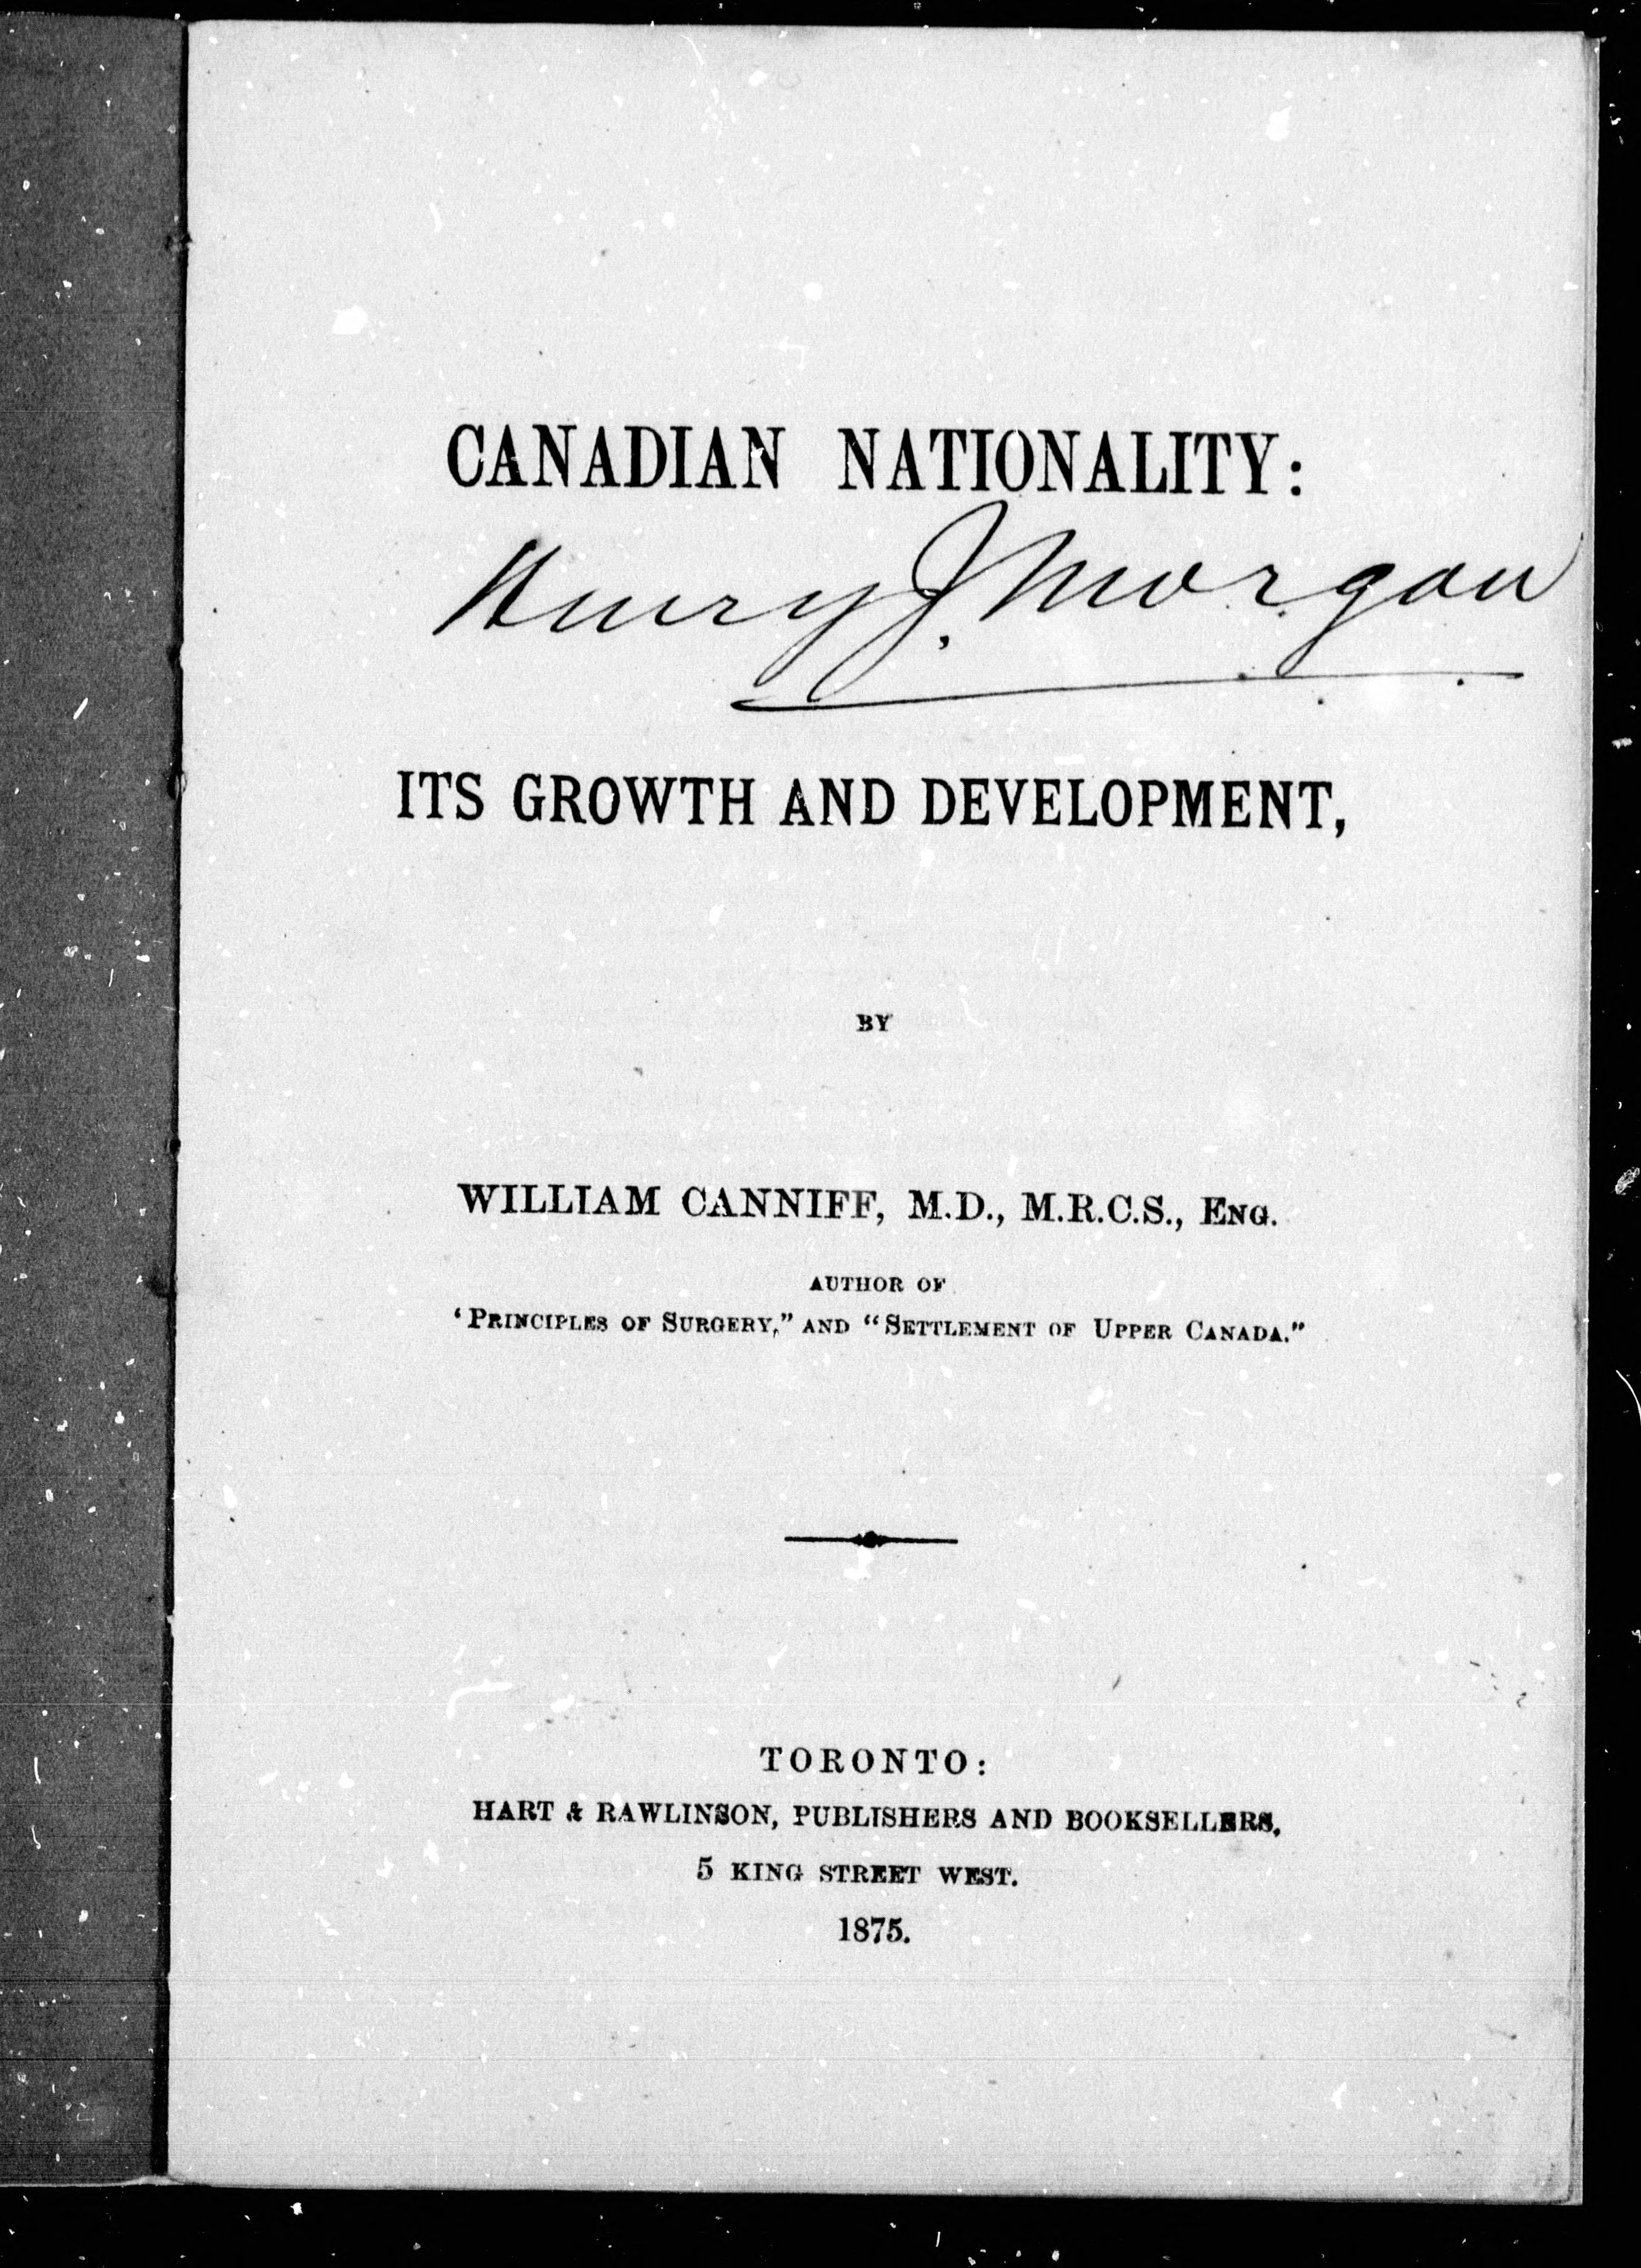 CANADIAN NATIONALITY:
Henry J. Morgan
ITS GROWTH AND DEVELOPMENT,
BY
WILLIAM CANNIFF, M.D., M.R.C.S., ENG.
AUTHOR OF
‘PRINCIPLES OF SURGERY,” AND “SETTLEMENT OF UPPER CANADA.”
TORONTO:
HART & RAWLINSON, PUBLISHERS AND BOOKSELLERS,
5 KING STREET WEST.
1875.